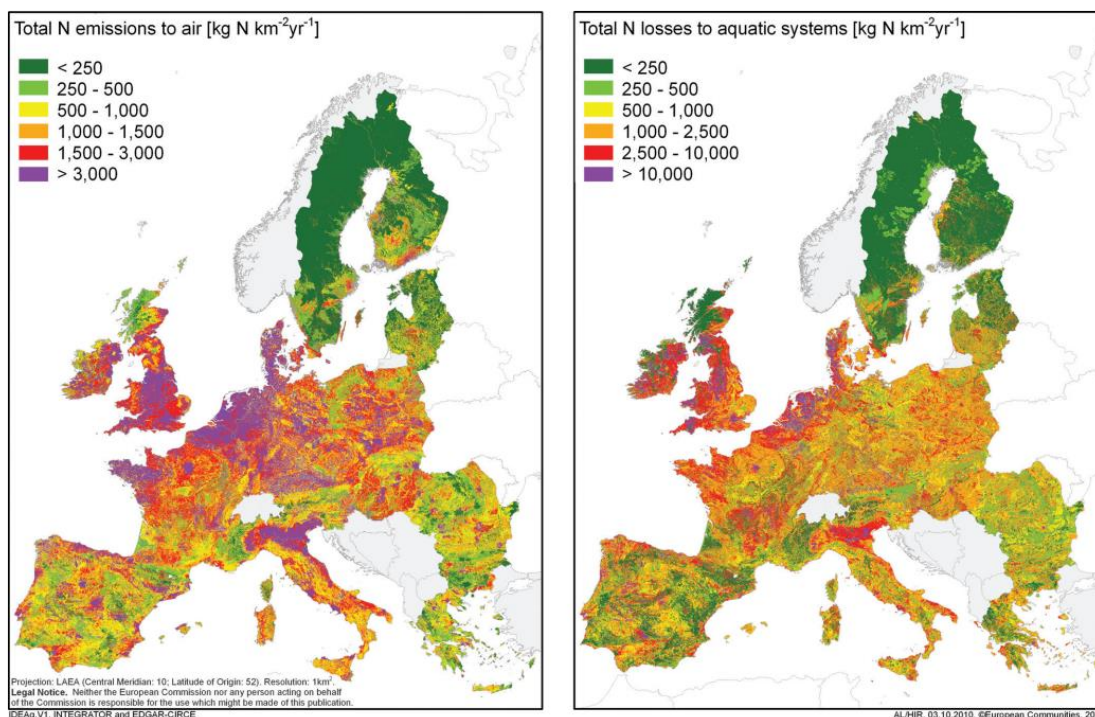 Total N emissions to air [kg N km⁻²yr⁻¹]
< 250
250 - 500
500 - 1,000
1,000 - 1,500
1,500 - 3,000
> 3,000
Projection: LAEA (Central Meridian: 10; Latitude of Origin: 52). Resolution: 1km².
Legal Notice. Neither the European Commission nor any person acting on behalf
of the Commission is responsible for the use which might be made of this publication.
IDEAg V1, INTEGRATOR and EDGAR-CIRCE
Total N losses to aquatic systems [kg N km⁻²yr⁻¹]
< 250
250 - 500
500 - 1,000
1,000 - 2,500
2,500 - 10,000
> 10,000
AL/HIR, 03.10.2010, ©European Communities, 20